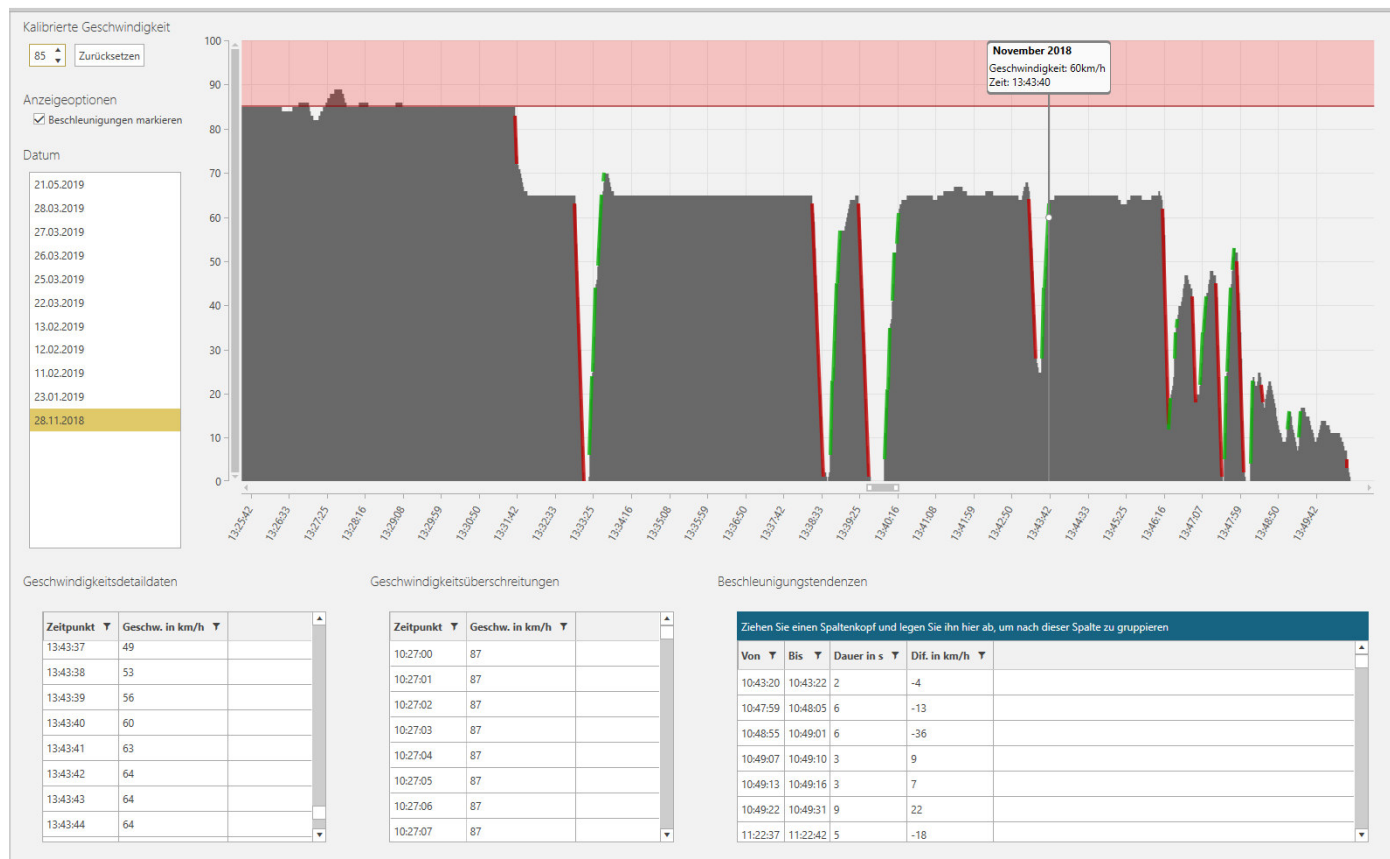 Kalibrierte Geschwindigkeit
85 Zurücksetzen
Anzeigeoptionen
Beschleunigungen markieren
Datum
21.05.2019
28.03.2019
27.03.2019
26.03.2019
25.03.2019
22.03.2019
13.02.2019
12.02.2019
11.02.2019
23.01.2019
28.11.2018
100
90
80
70
60
50
40
30
20
10
0
November 2018
Geschwindigkeit: 60km/h
Zeit: 13:43:40
13:25:42 13:26:33 13:27:25 13:28:16 13:29:08 13:29:59 13:30:50 13:31:42 13:32:33 13:33:25 13:34:16 13:35:08 13:35:59 13:36:50 13:37:42 13:38:33 13:39:25 13:40:16 13:41:08 13:41:59 13:42:50 13:43:42 13:44:33 13:45:25 13:46:16 13:47:07 13:47:59 13:48:50 13:49:42
Geschwindigkeitsdetaildaten
Zeitpunkt Geschw. in km/h
13:43:37 49
13:43:38 53
13:43:39 56
13:43:40 60
13:43:41 63
13:43:42 64
13:43:43 64
13:43:44 64
Geschwindigkeitsüberschreitungen
Zeitpunkt Geschw. in km/h
10:27:00 87
10:27:01 87
10:27:02 87
10:27:03 87
10:27:04 87
10:27:05 87
10:27:06 87
10:27:07 87
Beschleunigungstendenzen
Ziehen Sie einen Spaltenkopf und legen Sie ihn hier ab, um nach dieser Spalte zu gruppieren
Von Bis Dauer in s Dif. in km/h
10:43:20 10:43:22 2 -4
10:47:59 10:48:05 6 -13
10:48:55 10:49:01 6 -36
10:49:07 10:49:10 3 9
10:49:13 10:49:16 3 7
10:49:22 10:49:31 9 22
11:22:37 11:22:42 5 -18